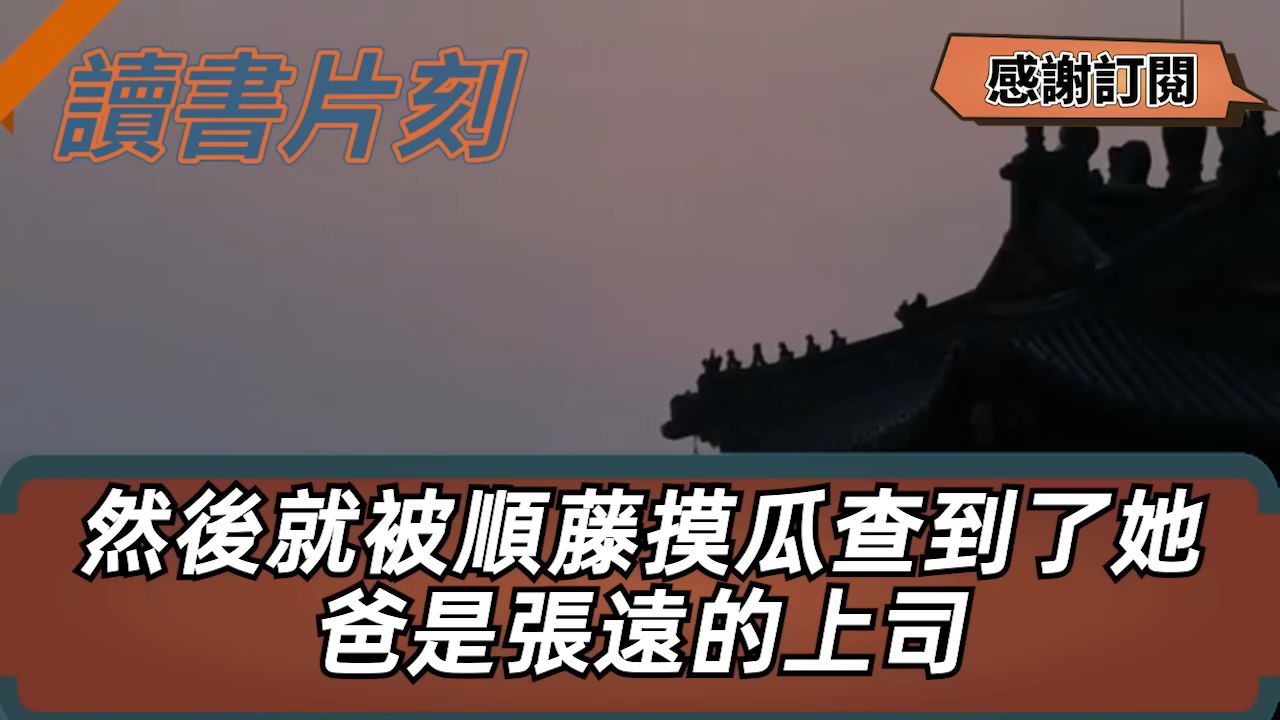 讀書片刻
感謝訂閱
然後就被順藤摸瓜查到了她
爸是張遠的上司